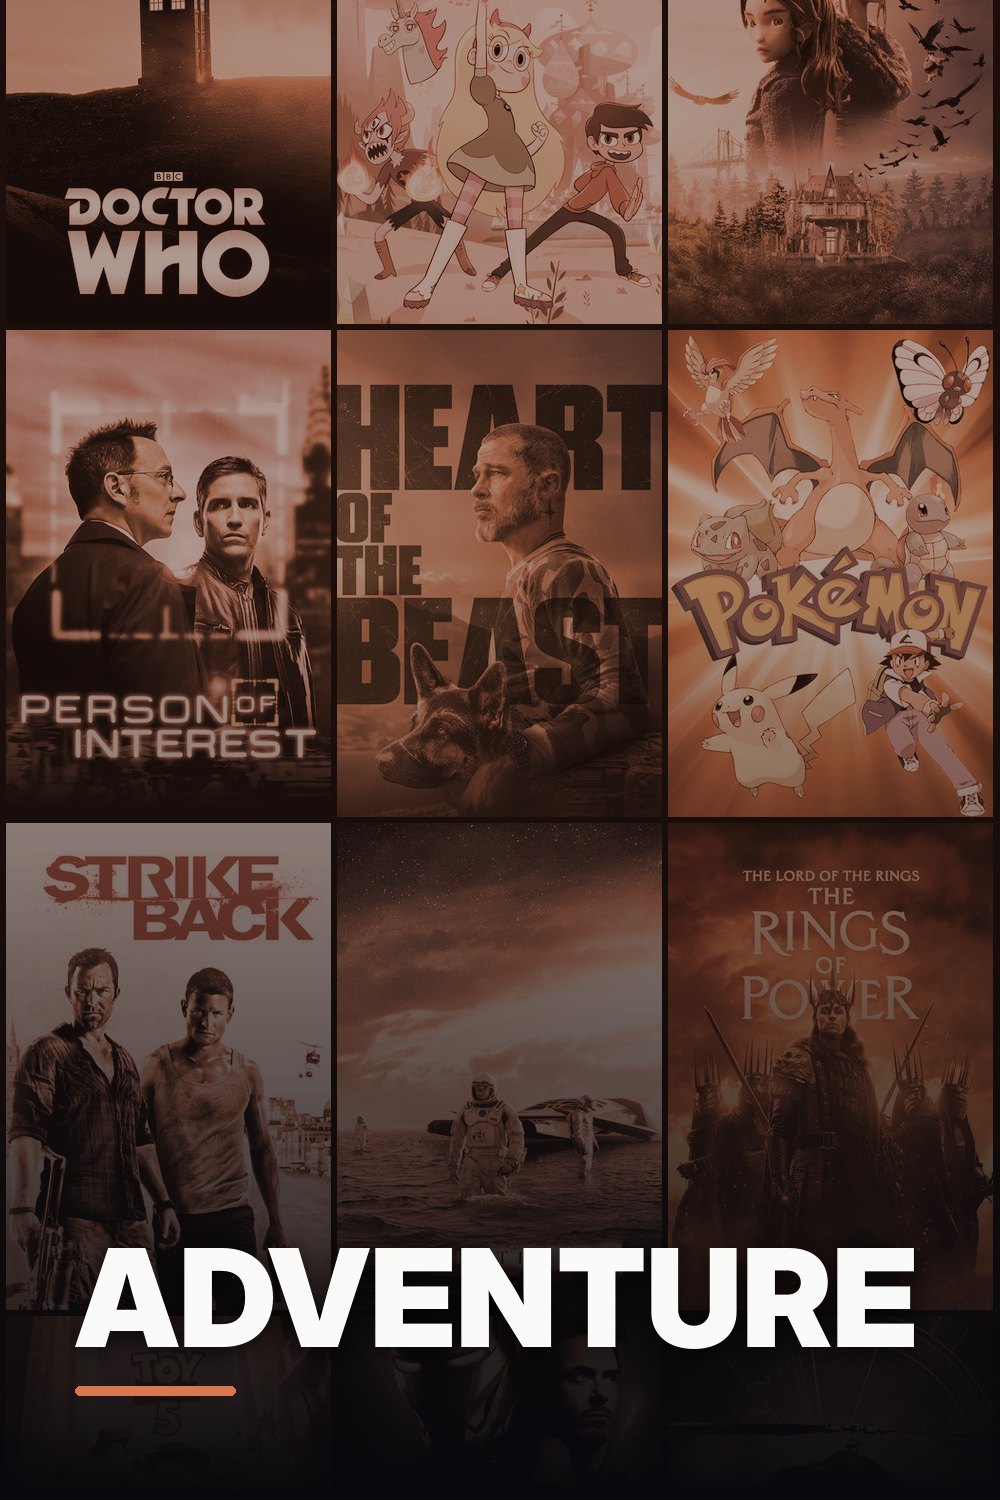 BBC
DOCTOR
WHO
PERSON OF
INTEREST
HEART
OF
THE
BEAST
POKÉMON
STRIKE
BACK
THE LORD OF THE RINGS
THE
RINGS
OF
POWER
ADVENTURE
TOY
5